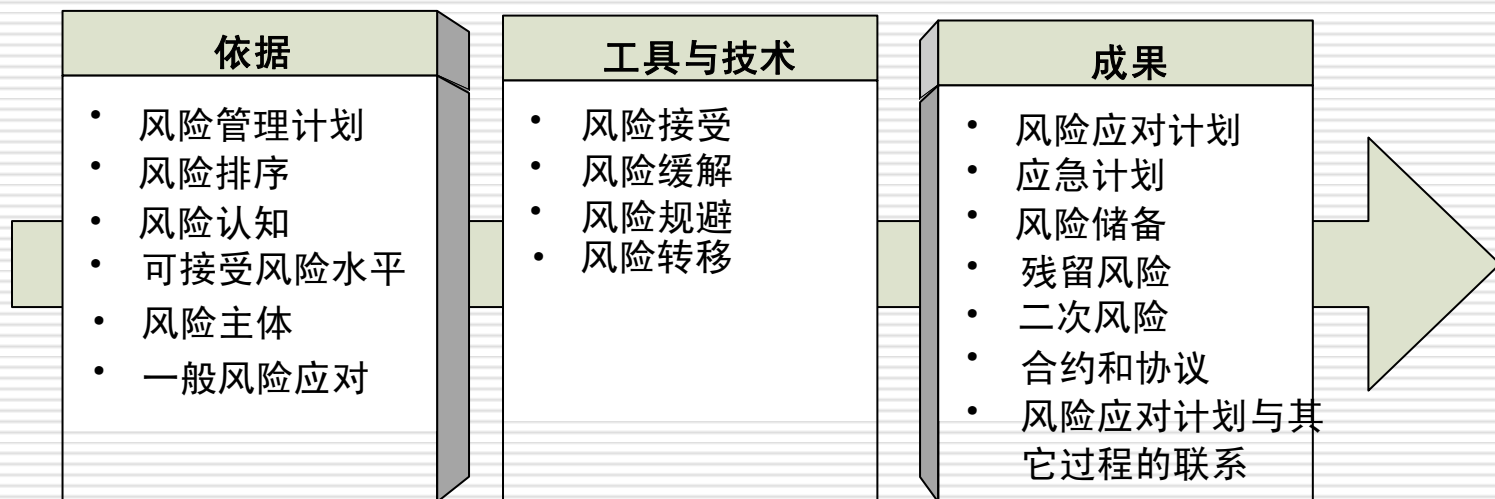 依据
• 风险管理计划
• 风险排序
• 风险认知
• 可接受风险水平
• 风险主体
• 一般风险应对
工具与技术
• 风险接受
• 风险缓解
• 风险规避
• 风险转移
成果
• 风险应对计划
• 应急计划
• 风险储备
• 残留风险
• 二次风险
• 合约和协议
• 风险应对计划与其
它过程的联系